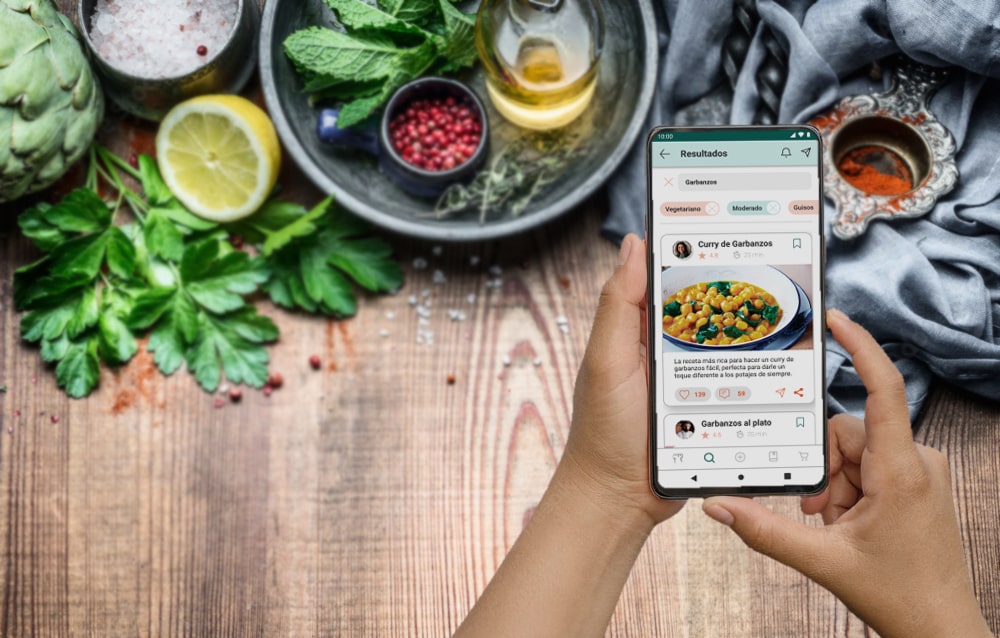 10:00
Resultados
Garbanzos
Vegetariano
Moderado
Guisos
Curry de Garbanzos
4.8
25 min
La receta más rica para hacer un curry de
garbanzos fácil, perfecta para darle un
toque diferente a los potajes de siempre.
139
59
Garbanzos al plato
4.5